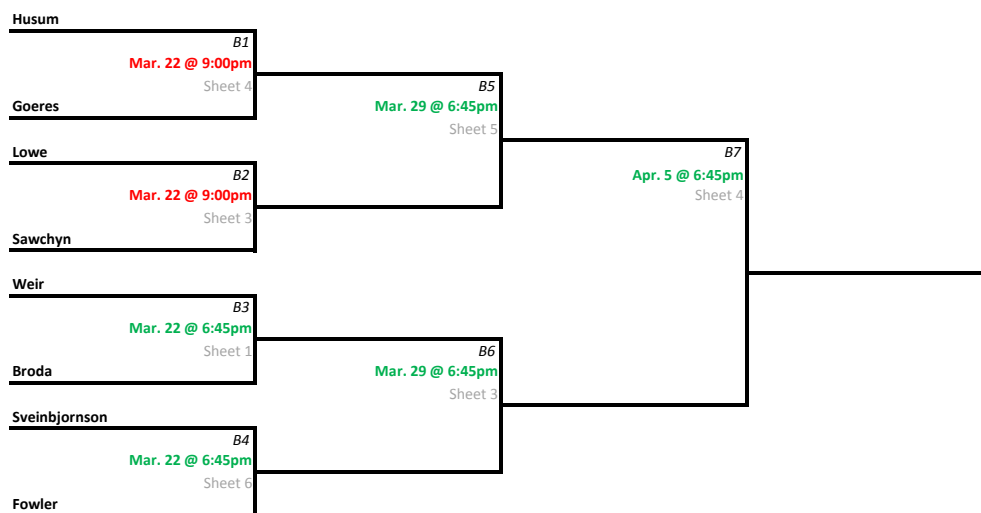 Husum
B1
Mar. 22 @ 9:00pm
Sheet 4
Goeres
B5
Mar. 29 @ 6:45pm
Sheet 5
Lowe
B2
Mar. 22 @ 9:00pm
Sheet 3
Sawchyn
B7
Apr. 5 @ 6:45pm
Sheet 4
Weir
B3
Mar. 22 @ 6:45pm
Sheet 1
Broda
B6
Mar. 29 @ 6:45pm
Sheet 3
Sveinbjornson
B4
Mar. 22 @ 6:45pm
Sheet 6
Fowler